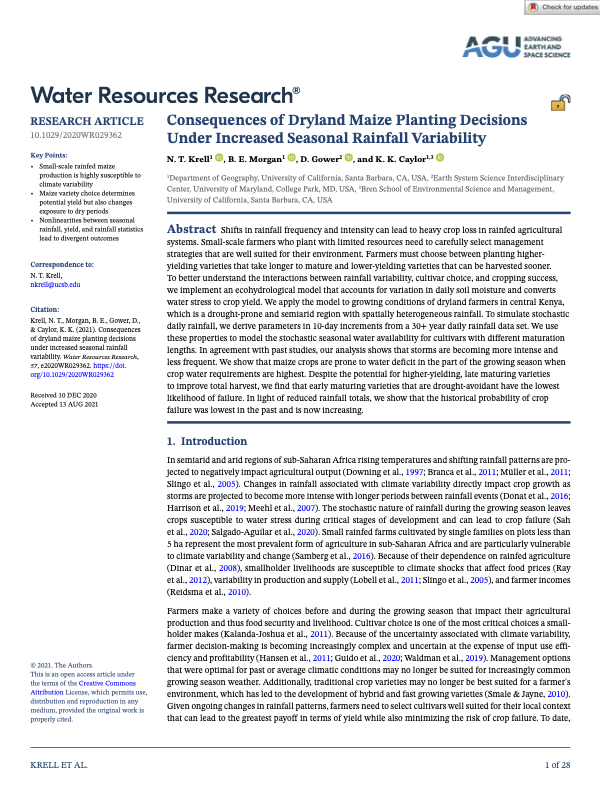 Check for updates
AGU ADVANCING
EARTH AND
SPACE SCIENCE
Water Resources Research®
RESEARCH ARTICLE
10.1029/2020WR029362
Key Points:
• Small-scale rainfed maize
production is highly susceptible to
climate variability
• Maize variety choice determines
potential yield but also changes
exposure to dry periods
• Nonlinearities between seasonal
rainfall, yield, and rainfall statistics
lead to divergent outcomes
Correspondence to:
N. T. Krell,
nkrell@ucsb.edu
Citation:
Krell, N. T., Morgan, B. E., Gower, D.,
& Caylor, K. K. (2021). Consequences
of dryland maize planting decisions
under increased seasonal rainfall
variability. Water Resources Research,
57, e2020WR029362. https://doi.
org/10.1029/2020WR029362
Received 10 DEC 2020
Accepted 13 AUG 2021
© 2021. The Authors.
This is an open access article under
the terms of the Creative Commons
Attribution License, which permits use,
distribution and reproduction in any
medium, provided the original work is
properly cited.
Consequences of Dryland Maize Planting Decisions
Under Increased Seasonal Rainfall Variability
N. T. Krell¹ iD, B. E. Morgan¹ iD, D. Gower² iD, and K. K. Caylor¹,³ iD
¹Department of Geography, University of California, Santa Barbara, CA, USA, ²Earth System Science Interdisciplinary
Center, University of Maryland, College Park, MD, USA, ³Bren School of Environmental Science and Management,
University of California, Santa Barbara, CA, USA
Abstract Shifts in rainfall frequency and intensity can lead to heavy crop loss in rainfed agricultural
systems. Small-scale farmers who plant with limited resources need to carefully select management
strategies that are well suited for their environment. Farmers must choose between planting higher-
yielding varieties that take longer to mature and lower-yielding varieties that can be harvested sooner.
To better understand the interactions between rainfall variability, cultivar choice, and cropping success,
we implement an ecohydrological model that accounts for variation in daily soil moisture and converts
water stress to crop yield. We apply the model to growing conditions of dryland farmers in central Kenya,
which is a drought-prone and semiarid region with spatially heterogeneous rainfall. To simulate stochastic
daily rainfall, we derive parameters in 10-day increments from a 30+ year daily rainfall data set. We use
these properties to model the stochastic seasonal water availability for cultivars with different maturation
lengths. In agreement with past studies, our analysis shows that storms are becoming more intense and
less frequent. We show that maize crops are prone to water deficit in the part of the growing season when
crop water requirements are highest. Despite the potential for higher-yielding, late maturing varieties
to improve total harvest, we find that early maturing varieties that are drought-avoidant have the lowest
likelihood of failure. In light of reduced rainfall totals, we show that the historical probability of crop
failure was lowest in the past and is now increasing.
1. Introduction
In semiarid and arid regions of sub-Saharan Africa rising temperatures and shifting rainfall patterns are pro-
jected to negatively impact agricultural output (Downing et al., 1997; Branca et al., 2011; Müller et al., 2011;
Slingo et al., 2005). Changes in rainfall associated with climate variability directly impact crop growth as
storms are projected to become more intense with longer periods between rainfall events (Donat et al., 2016;
Harrison et al., 2019; Meehl et al., 2007). The stochastic nature of rainfall during the growing season leaves
crops susceptible to water stress during critical stages of development and can lead to crop failure (Sah
et al., 2020; Salgado-Aguilar et al., 2020). Small rainfed farms cultivated by single families on plots less than
5 ha represent the most prevalent form of agriculture in sub-Saharan Africa and are particularly vulnerable
to climate variability and change (Samberg et al., 2016). Because of their dependence on rainfed agriculture
(Dinar et al., 2008), smallholder livelihoods are susceptible to climate shocks that affect food prices (Ray
et al., 2012), variability in production and supply (Lobell et al., 2011; Slingo et al., 2005), and farmer incomes
(Reidsma et al., 2010).
Farmers make a variety of choices before and during the growing season that impact their agricultural
production and thus food security and livelihood. Cultivar choice is one of the most critical choices a small-
holder makes (Kalanda-Joshua et al., 2011). Because of the uncertainty associated with climate variability,
farmer decision-making is becoming increasingly complex and uncertain at the expense of input use effi-
ciency and profitability (Hansen et al., 2011; Guido et al., 2020; Waldman et al., 2019). Management options
that were optimal for past or average climatic conditions may no longer be suited for increasingly common
growing season weather. Additionally, traditional crop varieties may no longer be best suited for a farmer's
environment, which has led to the development of hybrid and fast growing varieties (Smale & Jayne, 2010).
Given ongoing changes in rainfall patterns, farmers need to select cultivars well suited for their local context
that can lead to the greatest payoff in terms of yield while also minimizing the risk of crop failure. To date,
KRELL ET AL.
1 of 28